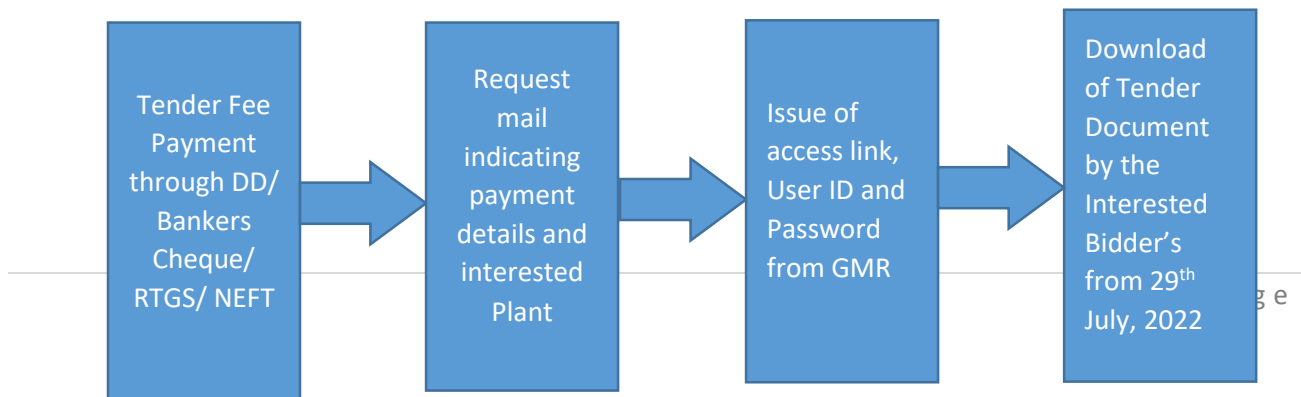 Tender Fee
Payment
through DD/
Bankers
Cheque/
RTGS/ NEFT
Request
mail
indicating
payment
details and
interested
Plant
Issue of
access link,
User ID and
Password
from GMR
Download
of Tender
Document
by the
Interested
Bidder’s
from 29th
July, 2022
g e